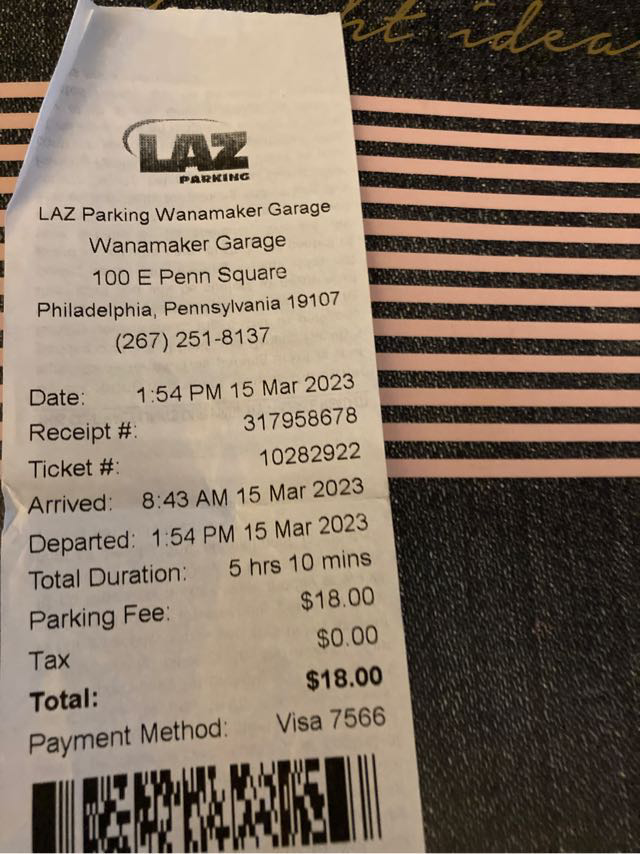 ht idea
LAZ
PARKING
LAZ Parking Wanamaker Garage
Wanamaker Garage
100 E Penn Square
Philadelphia, Pennsylvania 19107
(267) 251-8137
Date: 1:54 PM 15 Mar 2023
Receipt #: 317958678
Ticket #: 10282922
Arrived: 8:43 AM 15 Mar 2023
Departed: 1:54 PM 15 Mar 2023
Total Duration: 5 hrs 10 mins
Parking Fee: $18.00
Tax $0.00
Total: $18.00
Payment Method: Visa 7566